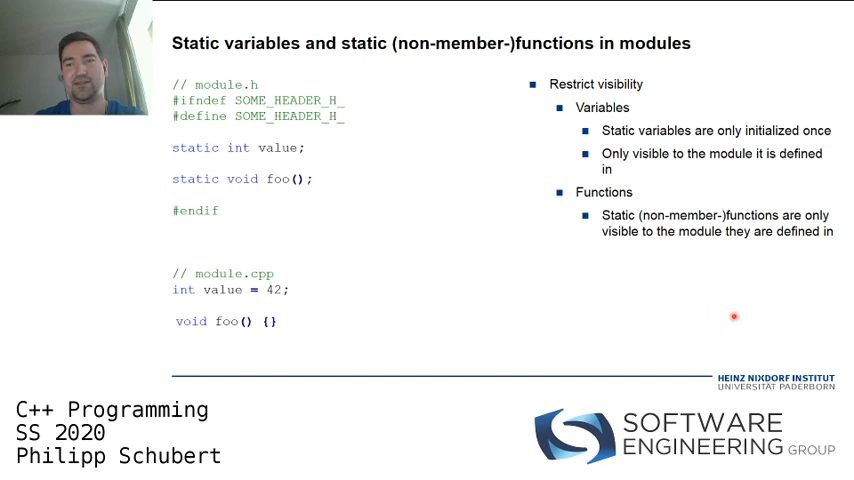 Static variables and static (non-member-)functions in modules
// module.h
#ifndef SOME_HEADER_H_
#define SOME_HEADER_H_
static int value;
static void foo();
#endif
// module.cpp
int value = 42;
void foo() {}
Restrict visibility
Variables
Static variables are only initialized once
Only visible to the module it is defined
in
Functions
Static (non-member-)functions are only
visible to the module they are defined in
HEINZ NIXDORF INSTITUT
UNIVERSITÄT PADERBORN
C++ Programming
SS 2020
Philipp Schubert
SOFTWARE
ENGINEERING GROUP